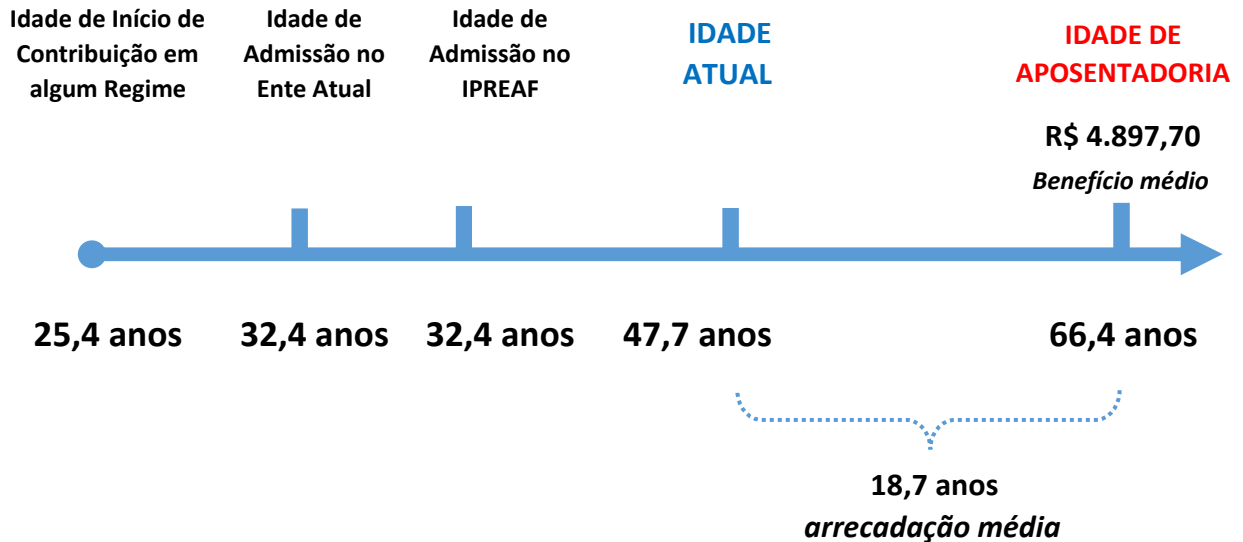 Idade de Início de
Contribuição em
algum Regime
Idade de
Admissão no
Ente Atual
Idade de
Admissão no
IPREAF
IDADE
ATUAL
IDADE DE
APOSENTADORIA
R$ 4.897,70
Benefício médio
25,4 anos
32,4 anos
32,4 anos
47,7 anos
66,4 anos
18,7 anos
arrecadação média